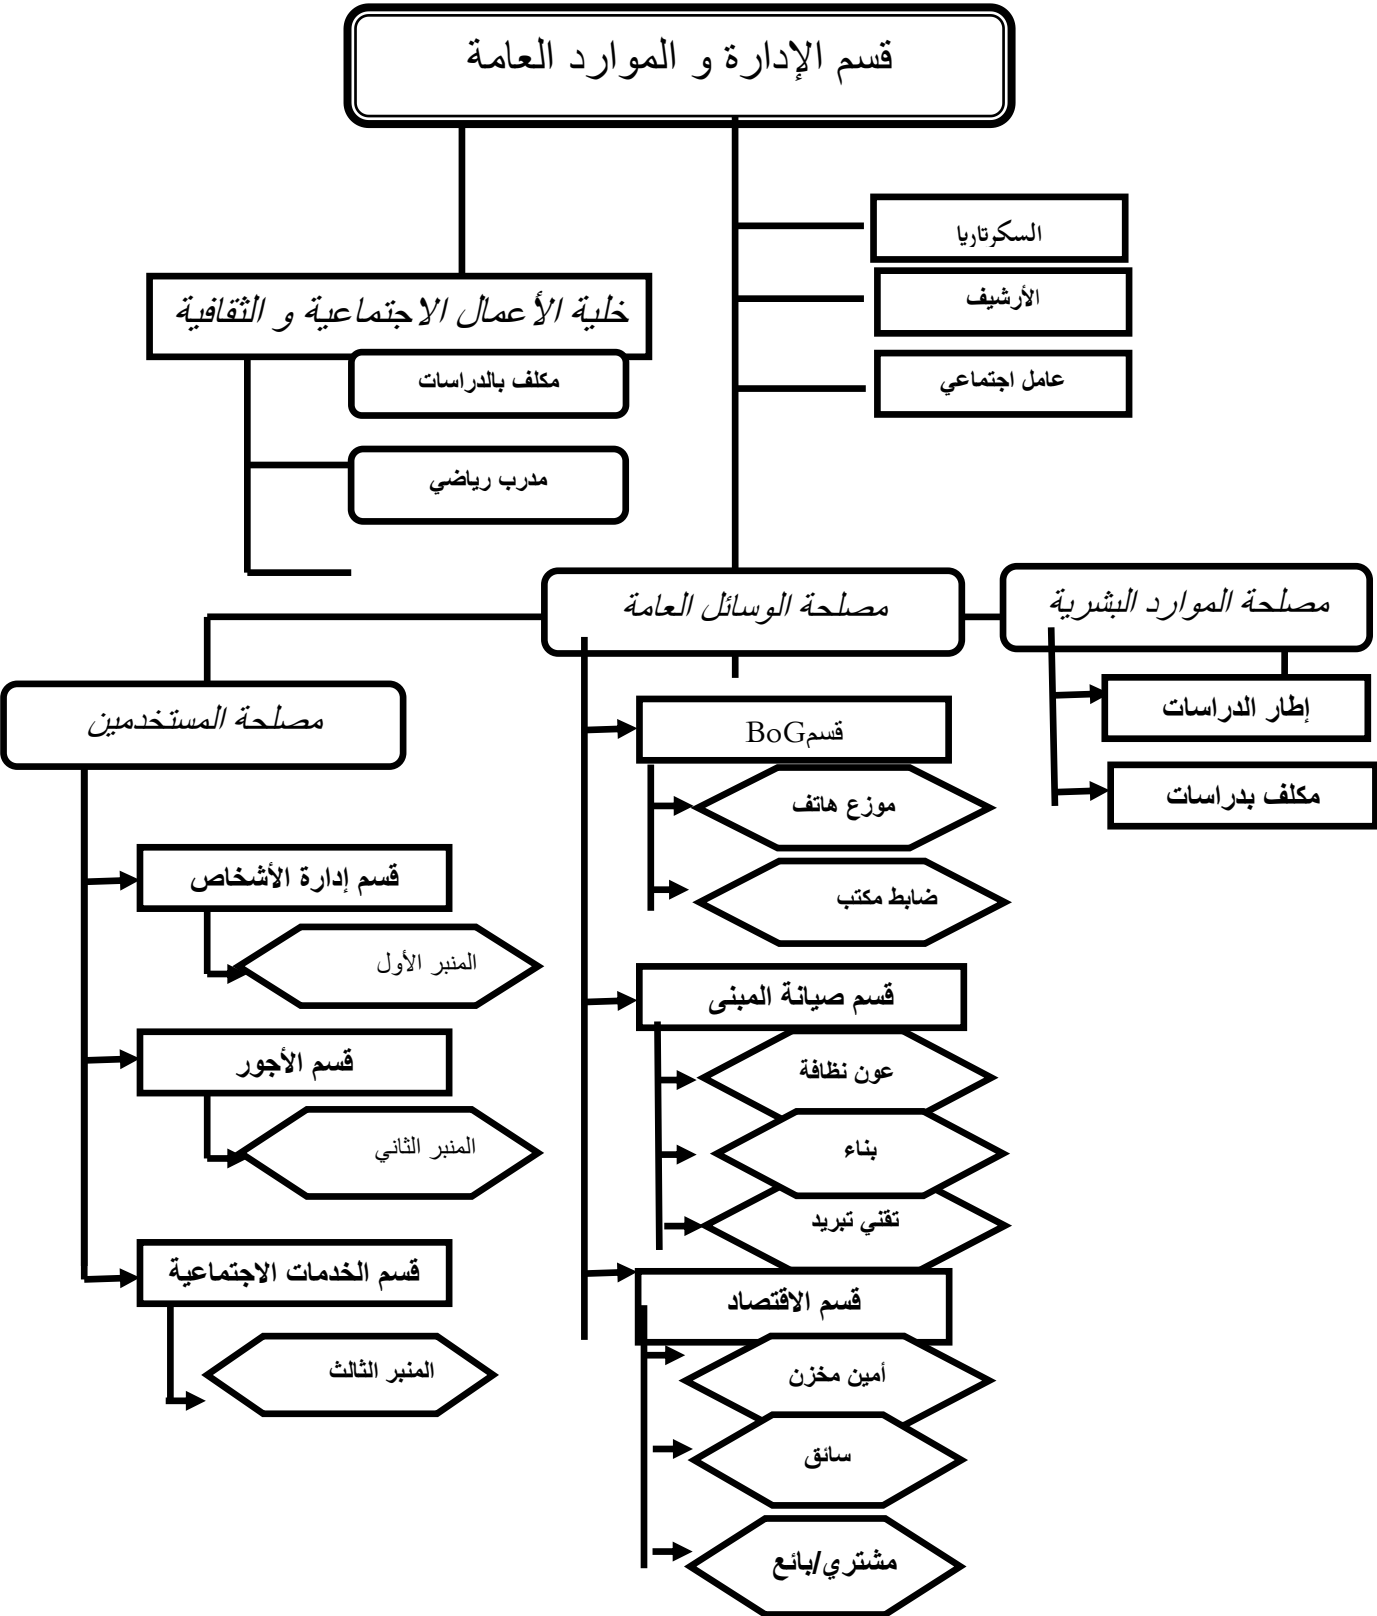 قسم الإدارة و الموارد العامة
السكرتاريا
الأرشيف
عامل اجتماعي
خلية الأعمال الاجتماعية و الثقافية
مكلف بالدراسات
مدرب رياضي
مصلحة الموارد البشرية
إطار الدراسات
مكلف بدراسات
مصلحة الوسائل العامة
قسمBoG
موزع هاتف
ضابط مكتب
قسم صيانة المبنى
عون نظافة
بناء
تقني تبريد
قسم الاقتصاد
أمين مخزن
سائق
مشتري/بائع
مصلحة المستخدمين
قسم إدارة الأشخاص
المنبر الأول
قسم الأجور
المنبر الثاني
قسم الخدمات الاجتماعية
المنبر الثالث